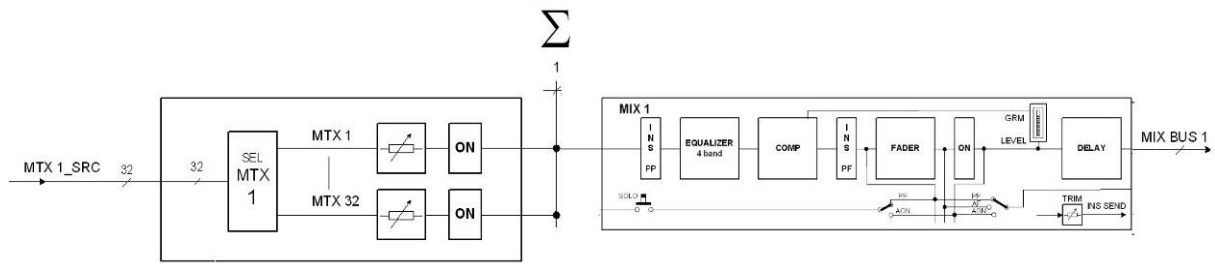 Σ
1
MTX 1_SRC
32
32
SEL
MTX
1
MTX 1
MTX 32
ON
ON
MIX 1
INS
PP
EQUALIZER
4 band
COMP
INS
PF
FADER
ON
GRM
LEVEL
DELAY
MIX BUS 1
SOLO
PF
AON
PF
AF
AON
TRIM
INS SEND